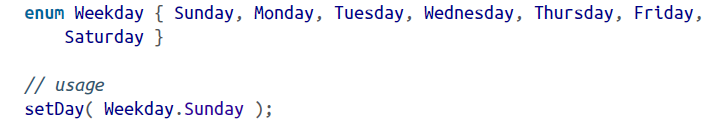 enum Weekday { Sunday, Monday, Tuesday, Wednesday, Thursday, Friday,
Saturday }
// usage
setDay( Weekday.Sunday );